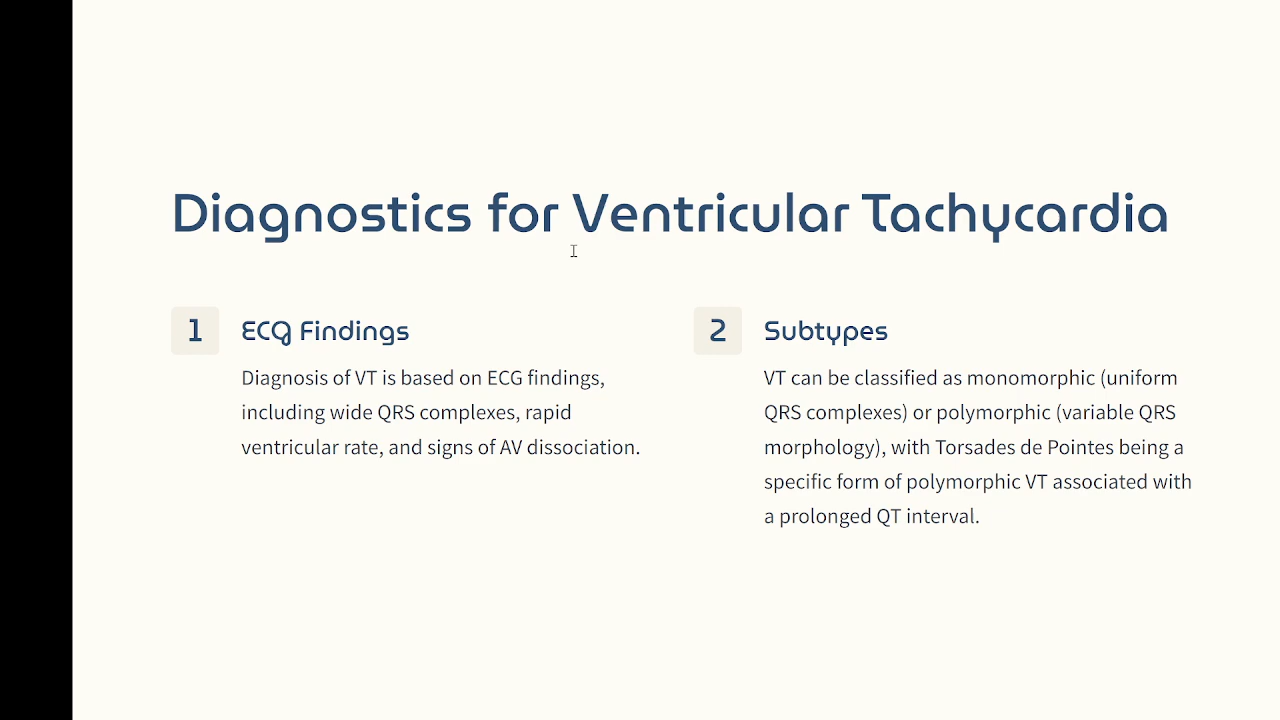 Diagnostics for Ventricular Tachycardia
1
ECG Findings
Diagnosis of VT is based on ECG findings,
including wide QRS complexes, rapid
ventricular rate, and signs of AV dissociation.
2
Subtypes
VT can be classified as monomorphic (uniform
QRS complexes) or polymorphic (variable QRS
morphology), with Torsades de Pointes being a
specific form of polymorphic VT associated with
a prolonged QT interval.